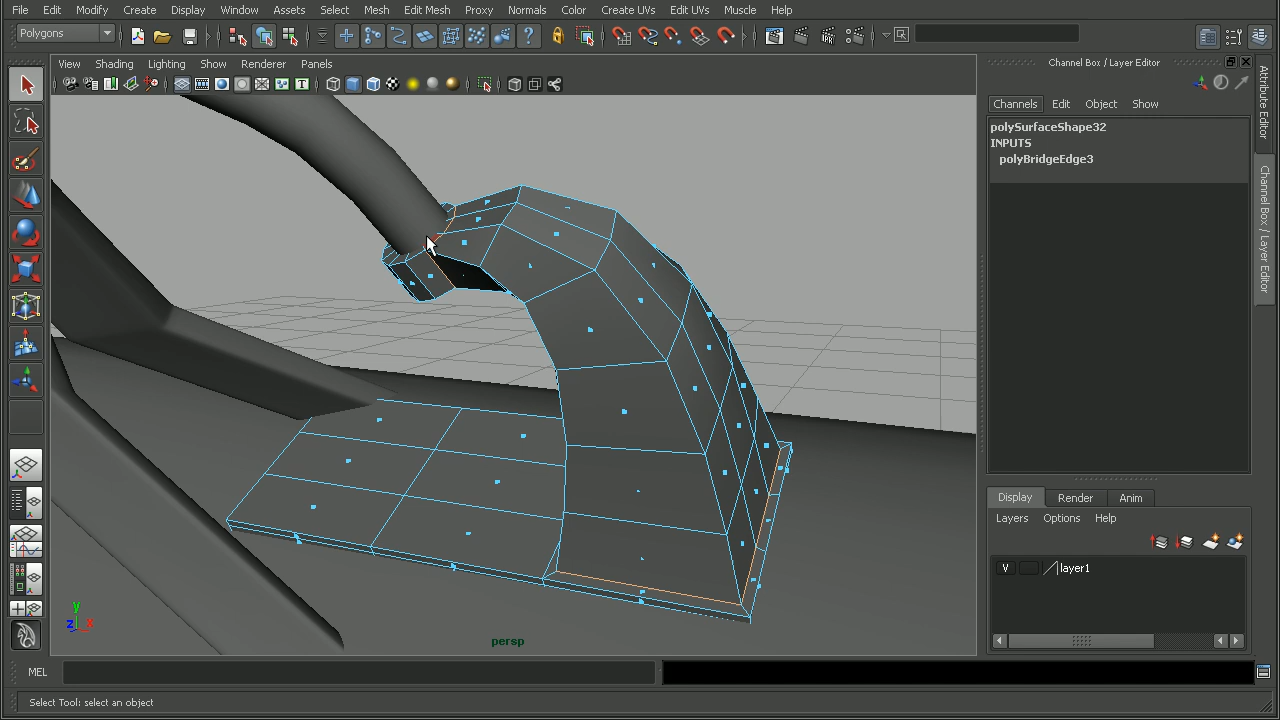 File Edit Modify Create Display Window Assets Select Mesh Edit Mesh Proxy Normals Color Create UVs Edit UVs Muscle Help
Polygons
View Shading Lighting Show Renderer Panels
Channel Box / Layer Editor
Channels Edit Object Show
polySurfaceShape32
INPUTS
polyBridgeEdge3
Attribute Editor
Channel Box / Layer Editor
Display Render Anim
Layers Options Help
V layer1
y
z x
persp
MEL
Select Tool: select an object